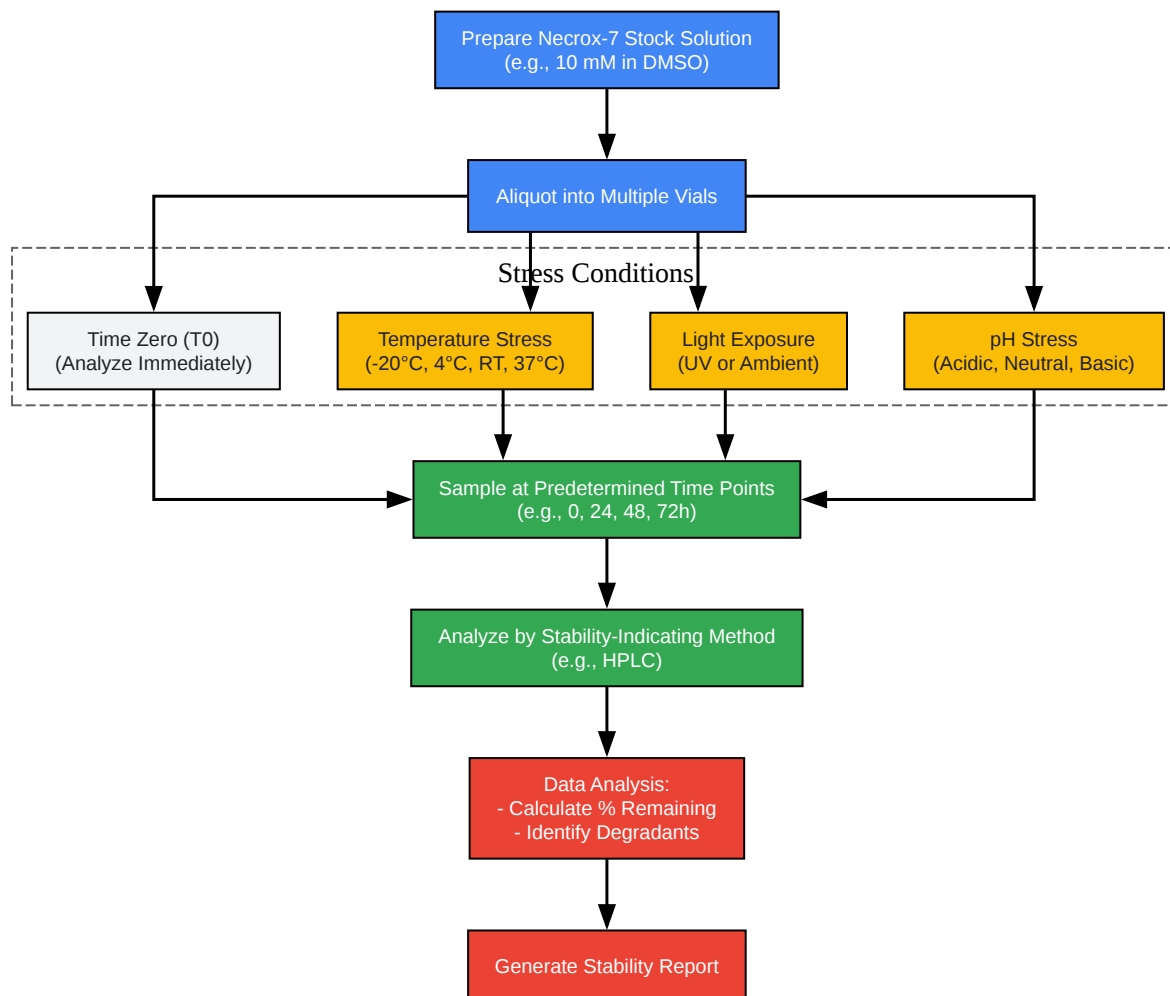 Prepare Necrox-7 Stock Solution
(e.g., 10 mM in DMSO)
Aliquot into Multiple Vials
Stress Conditions
Time Zero (T0)
(Analyze Immediately)
Temperature Stress
(-20°C, 4°C, RT, 37°C)
Light Exposure
(UV or Ambient)
pH Stress
(Acidic, Neutral, Basic)
Sample at Predetermined Time Points
(e.g., 0, 24, 48, 72h)
Analyze by Stability-Indicating Method
(e.g., HPLC)
Data Analysis:
- Calculate % Remaining
- Identify Degradants
Generate Stability Report